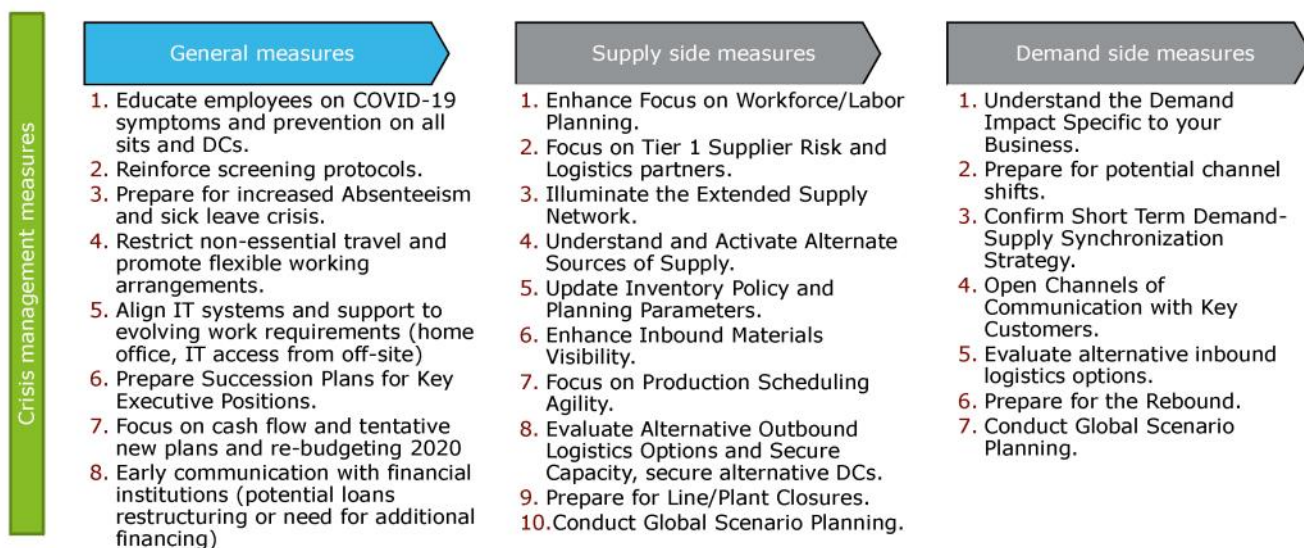 Crisis management measures
General measures
1. Educate employees on COVID-19
symptoms and prevention on all
sits and DCs.
2. Reinforce screening protocols.
3. Prepare for increased Absenteeism
and sick leave crisis.
4. Restrict non-essential travel and
promote flexible working
arrangements.
5. Align IT systems and support to
evolving work requirements (home
office, IT access from off-site)
6. Prepare Succession Plans for Key
Executive Positions.
7. Focus on cash flow and tentative
new plans and re-budgeting 2020
8. Early communication with financial
institutions (potential loans
restructuring or need for additional
financing)
Supply side measures
1. Enhance Focus on Workforce/Labor
Planning.
2. Focus on Tier 1 Supplier Risk and
Logistics partners.
3. Illuminate the Extended Supply
Network.
4. Understand and Activate Alternate
Sources of Supply.
5. Update Inventory Policy and
Planning Parameters.
6. Enhance Inbound Materials
Visibility.
7. Focus on Production Scheduling
Agility.
8. Evaluate Alternative Outbound
Logistics Options and Secure
Capacity, secure alternative DCs.
9. Prepare for Line/Plant Closures.
10.Conduct Global Scenario Planning.
Demand side measures
1. Understand the Demand
Impact Specific to your
Business.
2. Prepare for potential channel
shifts.
3. Confirm Short Term Demand-
Supply Synchronization
Strategy.
4. Open Channels of
Communication with Key
Customers.
5. Evaluate alternative inbound
logistics options.
6. Prepare for the Rebound.
7. Conduct Global Scenario
Planning.